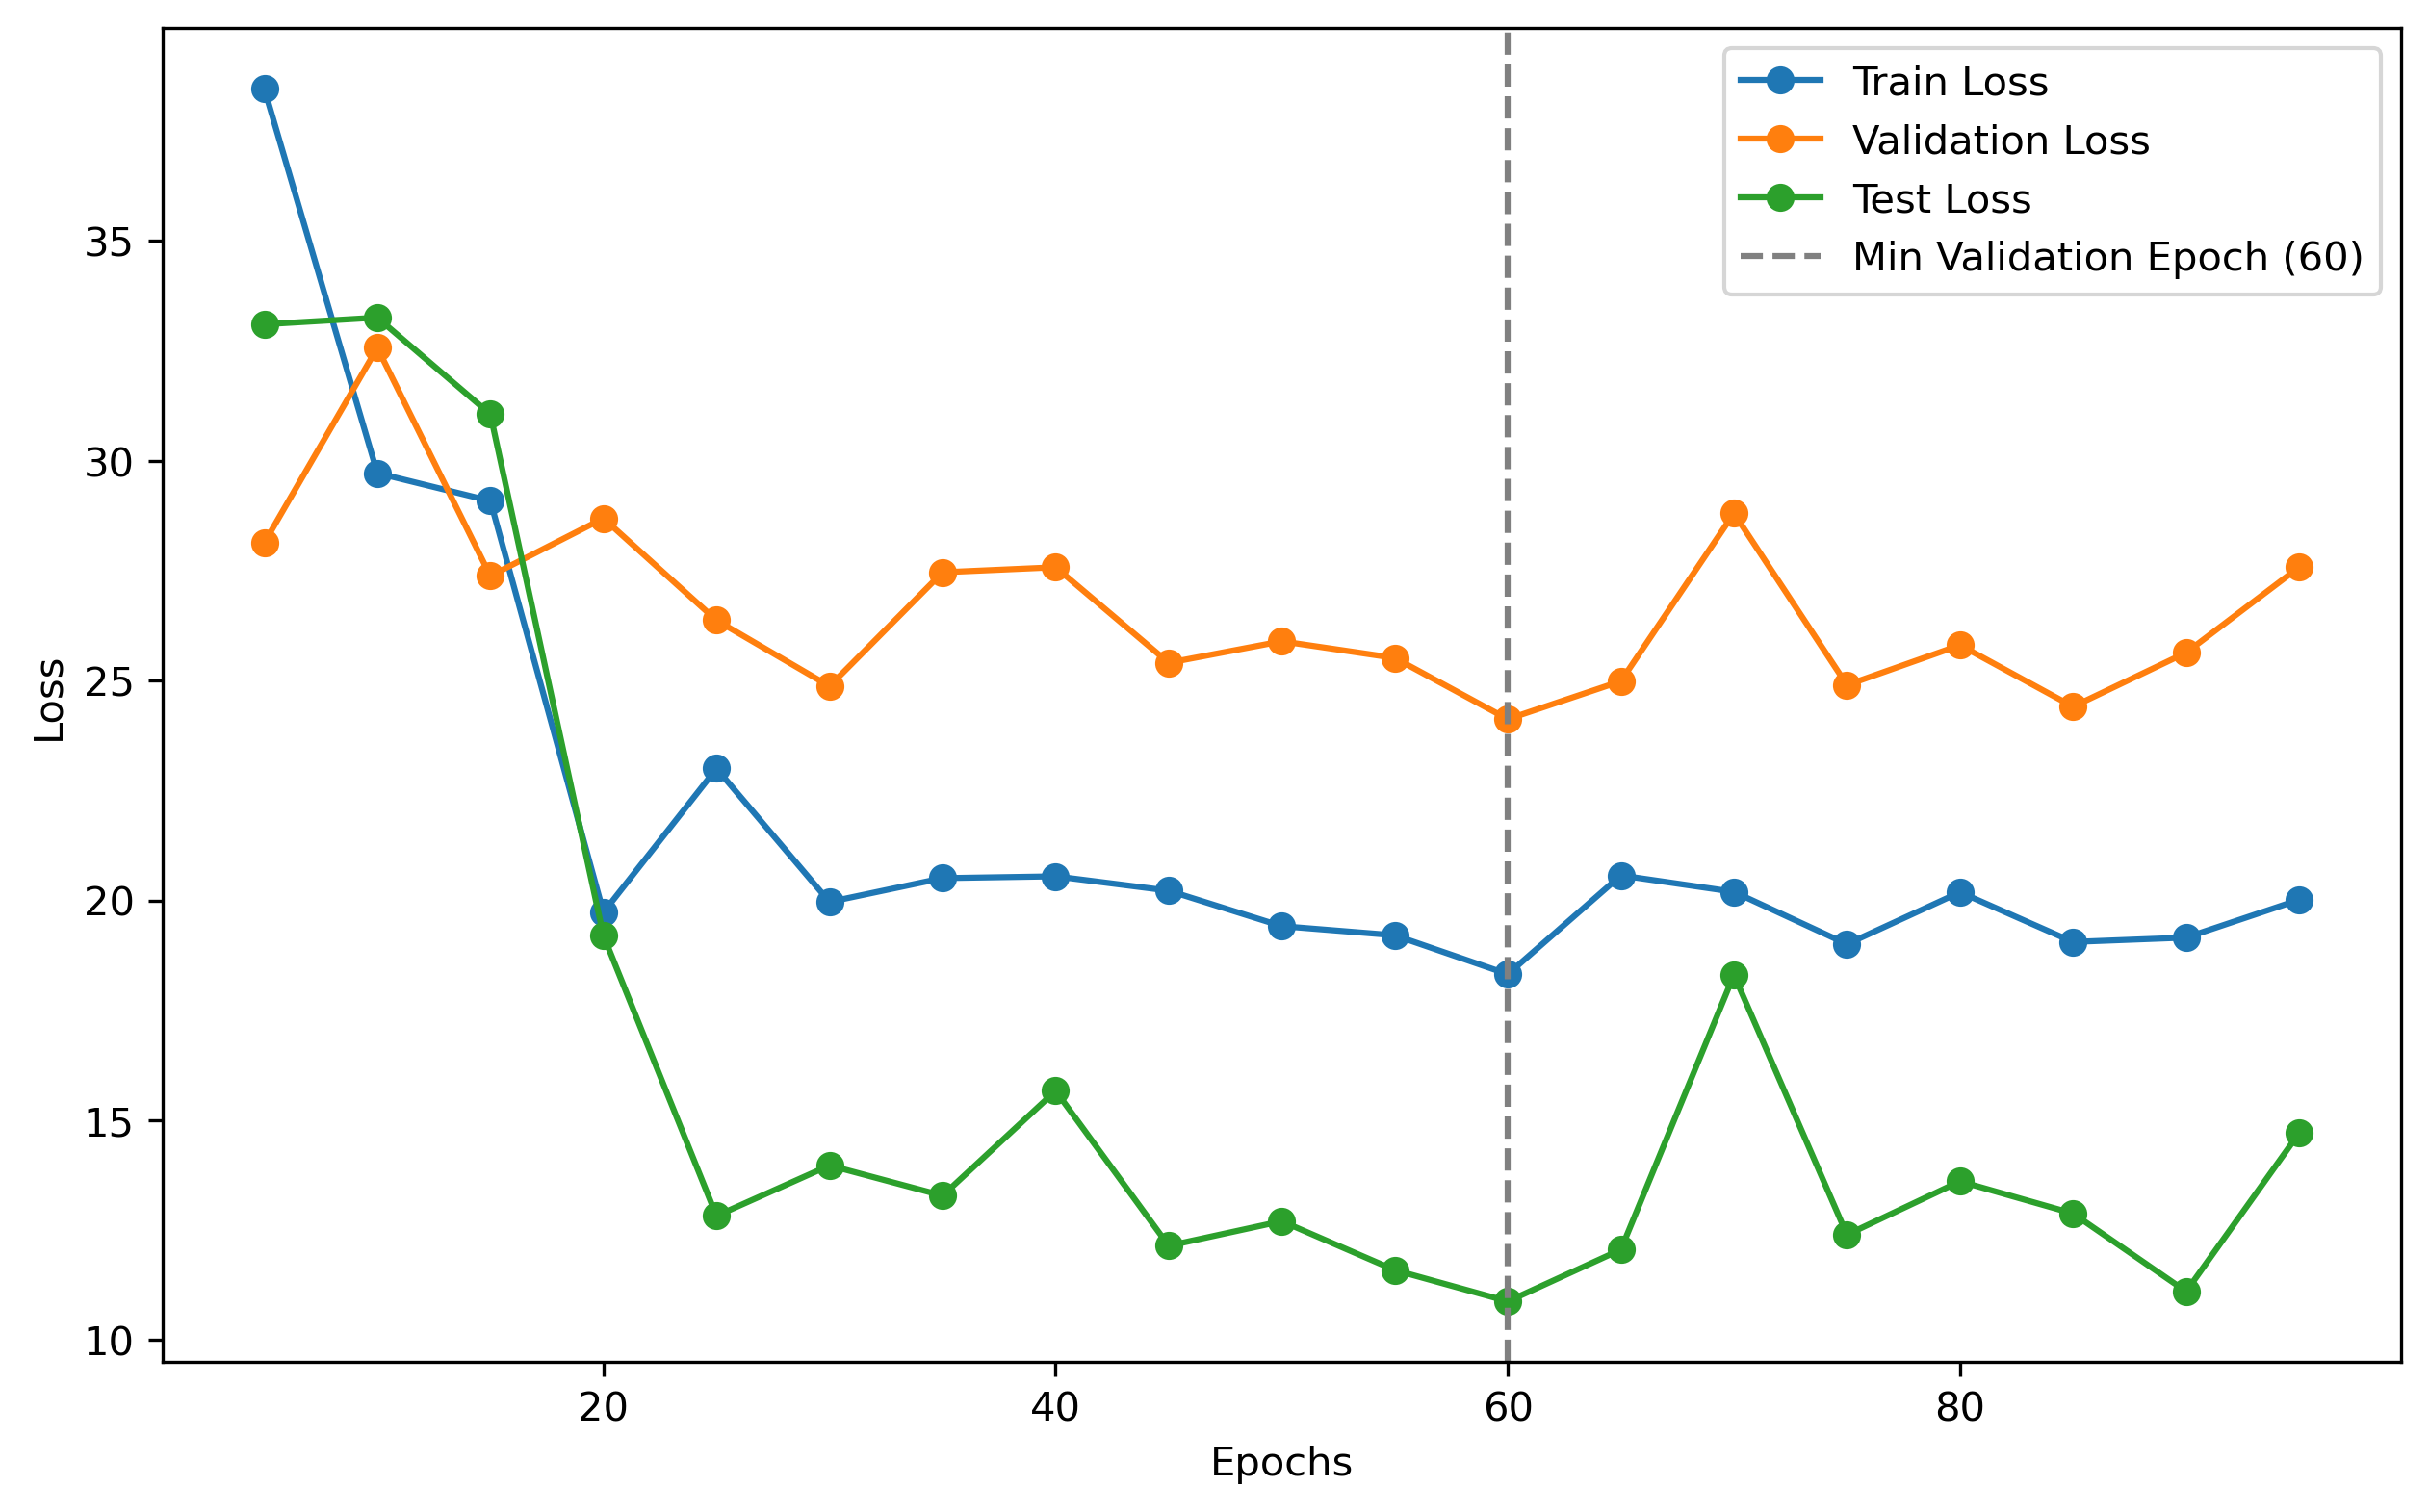 Train Loss
Validation Loss
Test Loss
Min Validation Epoch (60)
35
30
25
20
15
10
Loss
20 40 60 80
Epochs